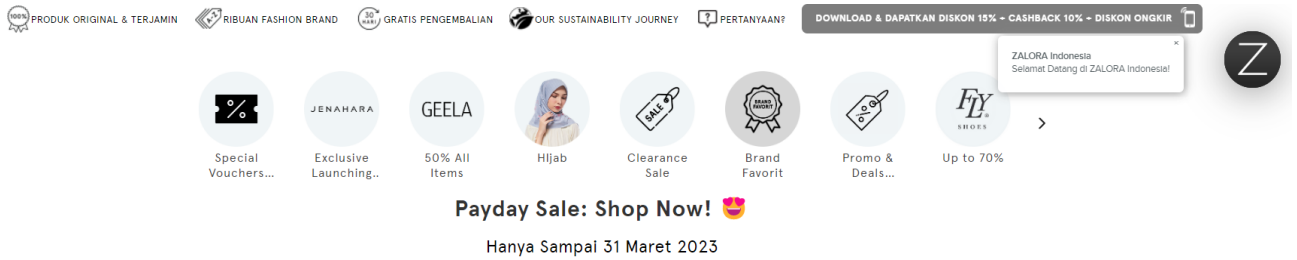 100% PRODUK ORIGINAL & TERJAMIN
A-Z RIBUAN FASHION BRAND
30 HARI GRATIS PENGEMBALIAN
OUR SUSTAINABILITY JOURNEY
? PERTANYAAN?
DOWNLOAD & DAPATKAN DISKON 15% + CASHBACK 10% + DISKON ONGKIR
×
ZALORA Indonesia
Selamat Datang di ZALORA Indonesia!
Z
%
JENAHARA
GEELA
SALE
BRAND
FAVORIT
%
FLY®
SHOES
Special
Vouchers...
Exclusive
Launching..
50% All
Items
HIjab
Clearance
Sale
Brand
Favorit
Promo &
Deals...
Up to 70%
Payday Sale: Shop Now! 😍
Hanya Sampai 31 Maret 2023